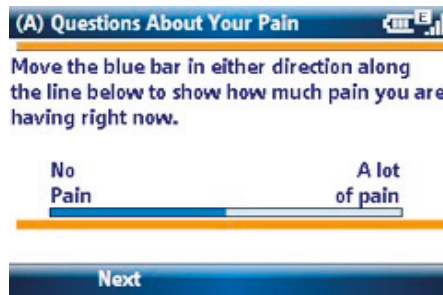 (A) Questions About Your Pain
E
Move the blue bar in either direction along
the line below to show how much pain you are
having right now.
No A lot
Pain of pain
Next